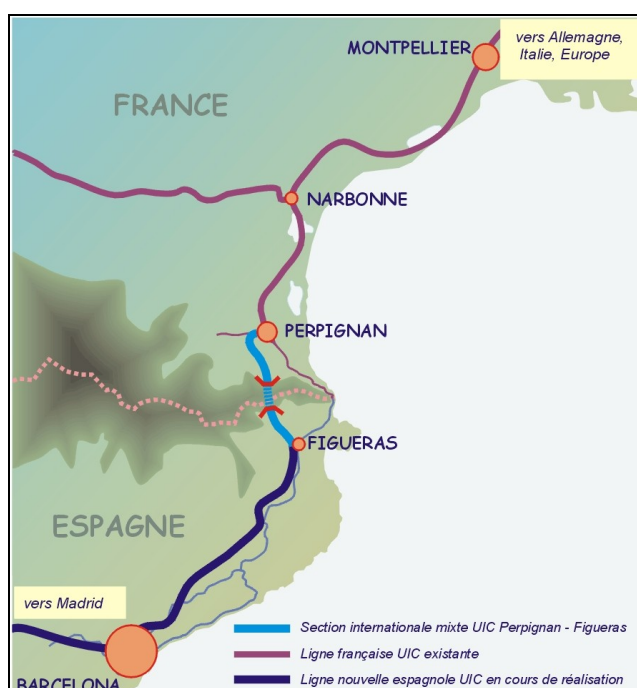 MONTPELLIER
vers Allemagne,
Italie, Europe
FRANCE
NARBONNE
PERPIGNAN
FIGUERAS
ESPAGNE
vers Madrid
BARCELONA
Section internationale mixte UIC Perpignan - Figueras
Ligne française UIC existante
Ligne nouvelle espagnole UIC en cours de réalisation